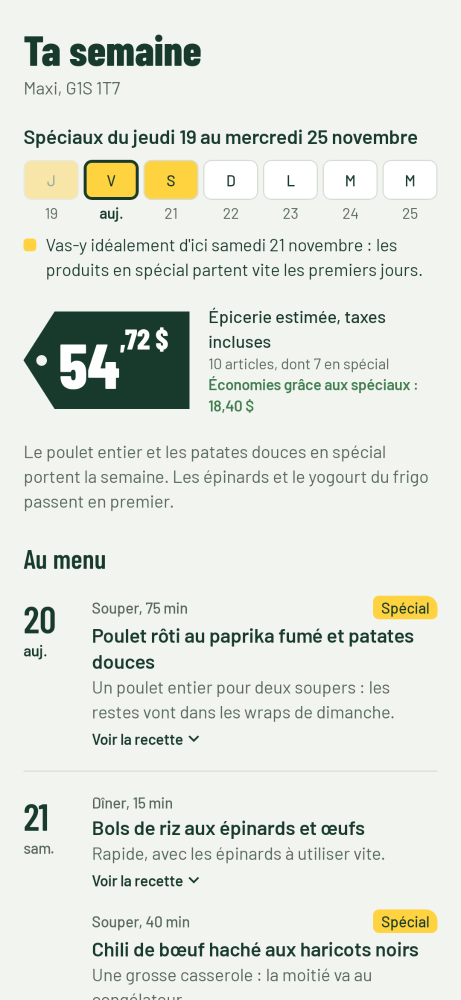 Ta semaine
Maxi, G1S 1T7
Spéciaux du jeudi 19 au mercredi 25 novembre
J V S D L M M
19 auj. 21 22 23 24 25
Vas-y idéalement d'ici samedi 21 novembre : les
produits en spécial partent vite les premiers jours.
54,72 $
Épicerie estimée, taxes
incluses
10 articles, dont 7 en spécial
Économies grâce aux spéciaux :
18,40 $
Le poulet entier et les patates douces en spécial
portent la semaine. Les épinards et le yogourt du frigo
passent en premier.
Au menu
20
auj.
Souper, 75 min
Spécial
Poulet rôti au paprika fumé et patates
douces
Un poulet entier pour deux soupers : les
restes vont dans les wraps de dimanche.
Voir la recette
21
sam.
Dîner, 15 min
Bols de riz aux épinards et œufs
Rapide, avec les épinards à utiliser vite.
Voir la recette
Souper, 40 min
Spécial
Chili de bœuf haché aux haricots noirs
Une grosse casserole : la moitié va au
congélateur